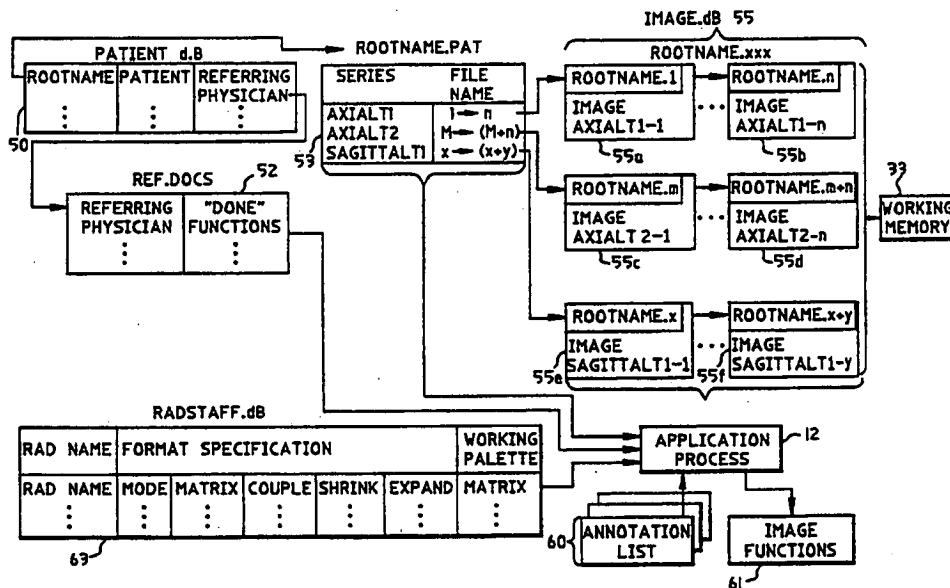 IMAGE.dB 55
PATIENT d.B
ROOTNAME.PAT
ROOTNAME.xxx
ROOTNAME PATIENT REFERRING
PHYSICIAN
50
SERIES FILE
NAME
AXIALT1 1→n
AXIALT2 M→(M+n)
SAGITTALT1 x→(x+y)
53
ROOTNAME.1 ROOTNAME.n
IMAGE IMAGE
AXIALT1-1 AXIALT1-n
55a 55b
REF.DOCS 52
REFERRING "DONE"
PHYSICIAN FUNCTIONS
ROOTNAME.m ROOTNAME.m+n
IMAGE IMAGE
AXIALT2-1 AXIALT2-n
55c 55d
33
WORKING
MEMORY
ROOTNAME.x ROOTNAME.x+y
IMAGE IMAGE
SAGITTALT1-1 SAGITTALT1-y
55e 55f
RADSTAFF.dB
RAD NAME FORMAT SPECIFICATION WORKING
PALETTE
RAD NAME MODE MATRIX COUPLE SHRINK EXPAND MATRIX
63
APPLICATION
PROCESS
12
60 ANNOTATION
LIST
IMAGE
FUNCTIONS
61